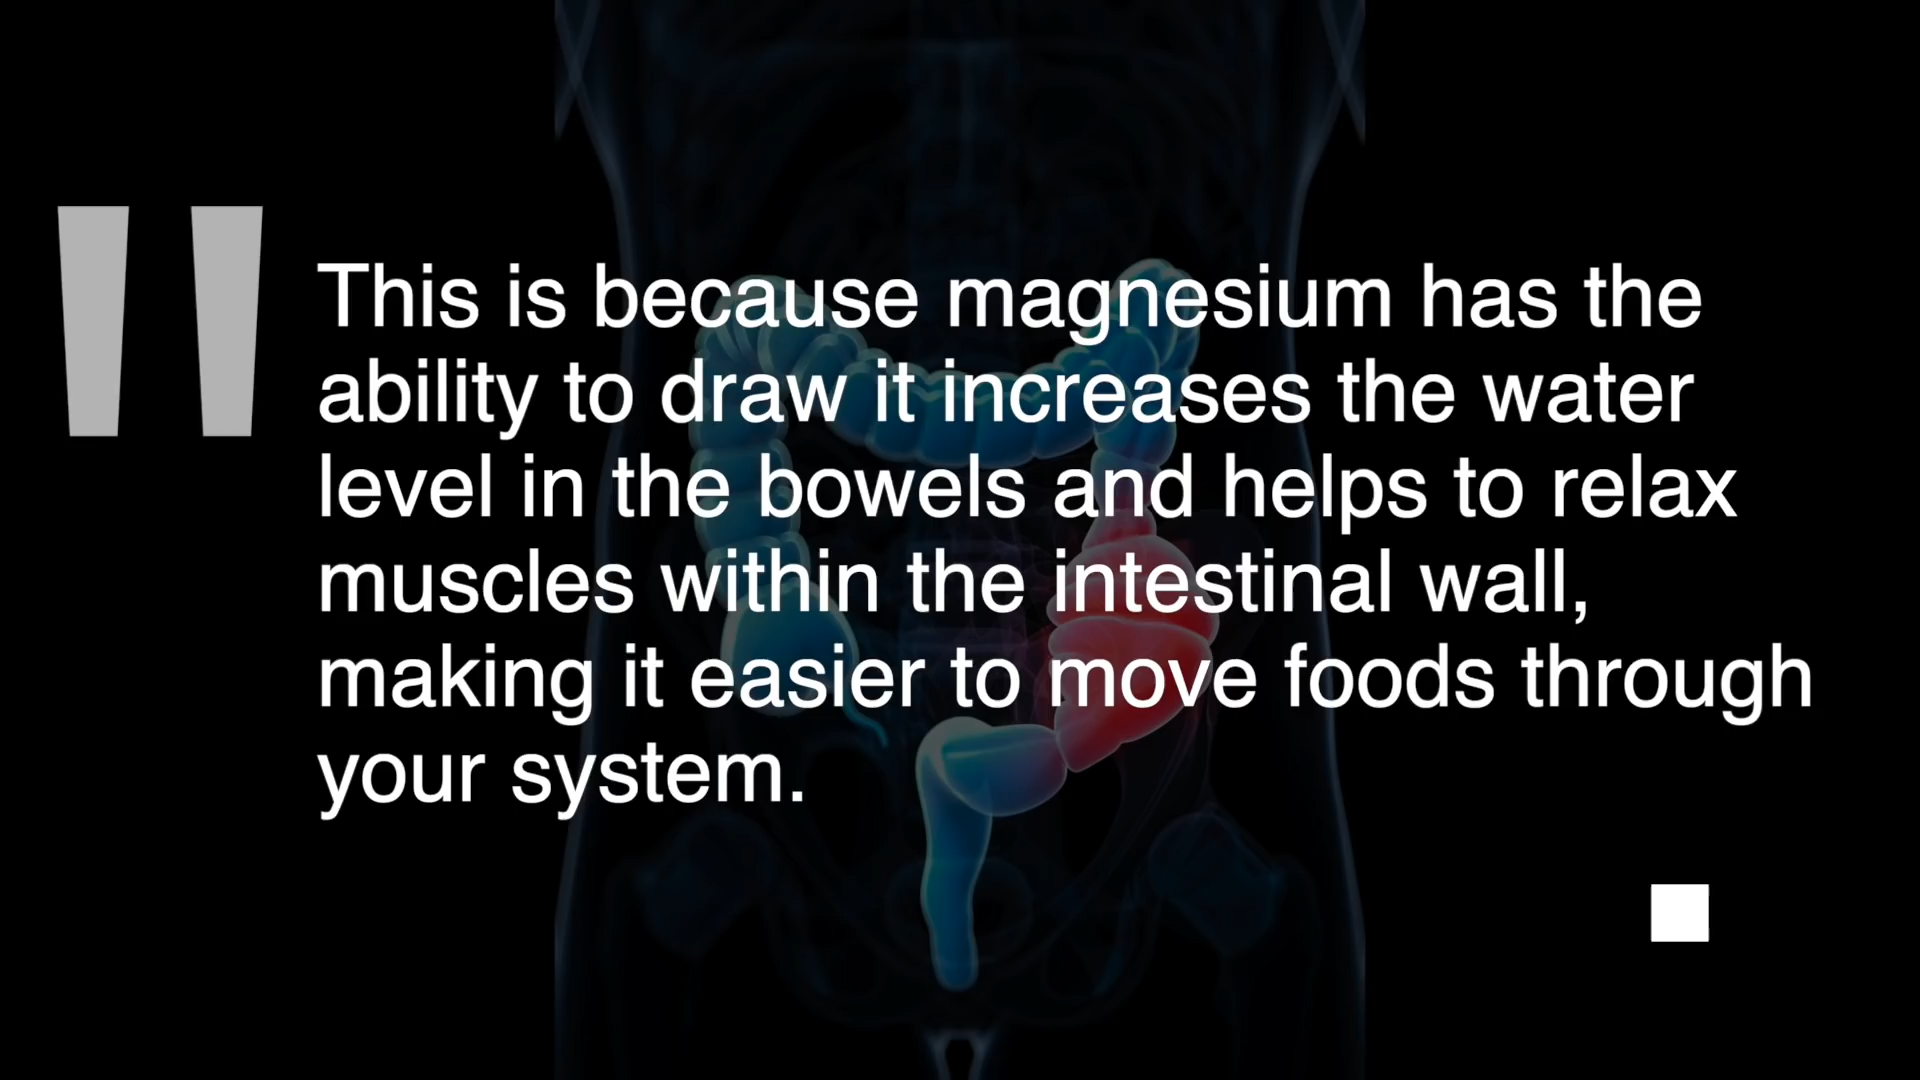 "
This is because magnesium has the
ability to draw it increases the water
level in the bowels and helps to relax
muscles within the intestinal wall,
making it easier to move foods through
your system.